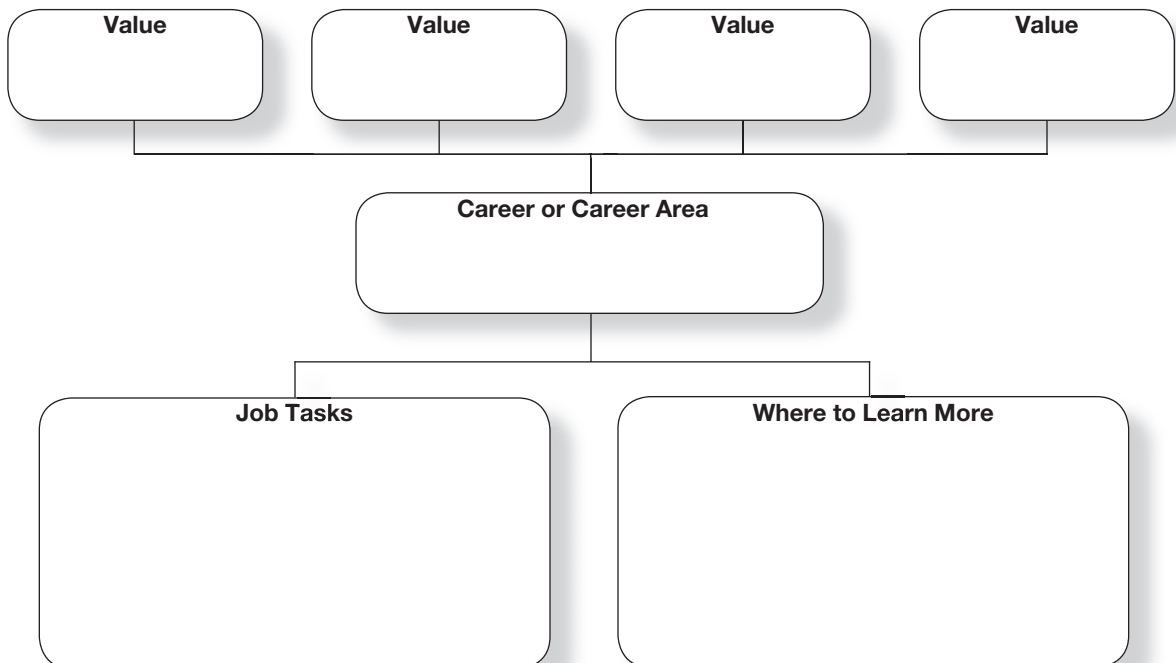 Value Value Value Value
Career or Career Area
Job Tasks Where to Learn More